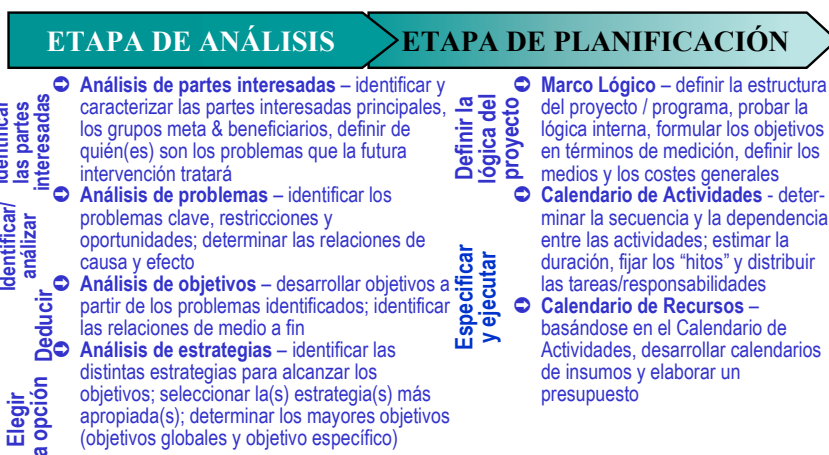 ETAPA DE ANÁLISIS
ETAPA DE PLANIFICACIÓN
Identificar
las partes
interesadas
Análisis de partes interesadas – identificar y
caracterizar las partes interesadas principales,
los grupos meta & beneficiarios, definir de
quién(es) son los problemas que la futura
intervención tratará
Identificar/
análizar
Análisis de problemas – identificar los
problemas clave, restricciones y
oportunidades; determinar las relaciones de
causa y efecto
Deducir
Análisis de objetivos – desarrollar objetivos a
partir de los problemas identificados; identificar
las relaciones de medio a fin
Elegir
a opción
Análisis de estrategias – identificar las
distintas estrategias para alcanzar los
objetivos; seleccionar la(s) estrategia(s) más
apropiada(s); determinar los mayores objetivos
(objetivos globales y objetivo específico)
Definir la
lógica del
proyecto
Marco Lógico – definir la estructura
del proyecto / programa, probar la
lógica interna, formular los objetivos
en términos de medición, definir los
medios y los costes generales
Especificar
y ejecutar
Calendario de Actividades - deter-
minar la secuencia y la dependencia
entre las actividades; estimar la
duración, fijar los “hitos” y distribuir
las tareas/responsabilidades
Calendario de Recursos –
basándose en el Calendario de
Actividades, desarrollar calendarios
de insumos y elaborar un
presupuesto